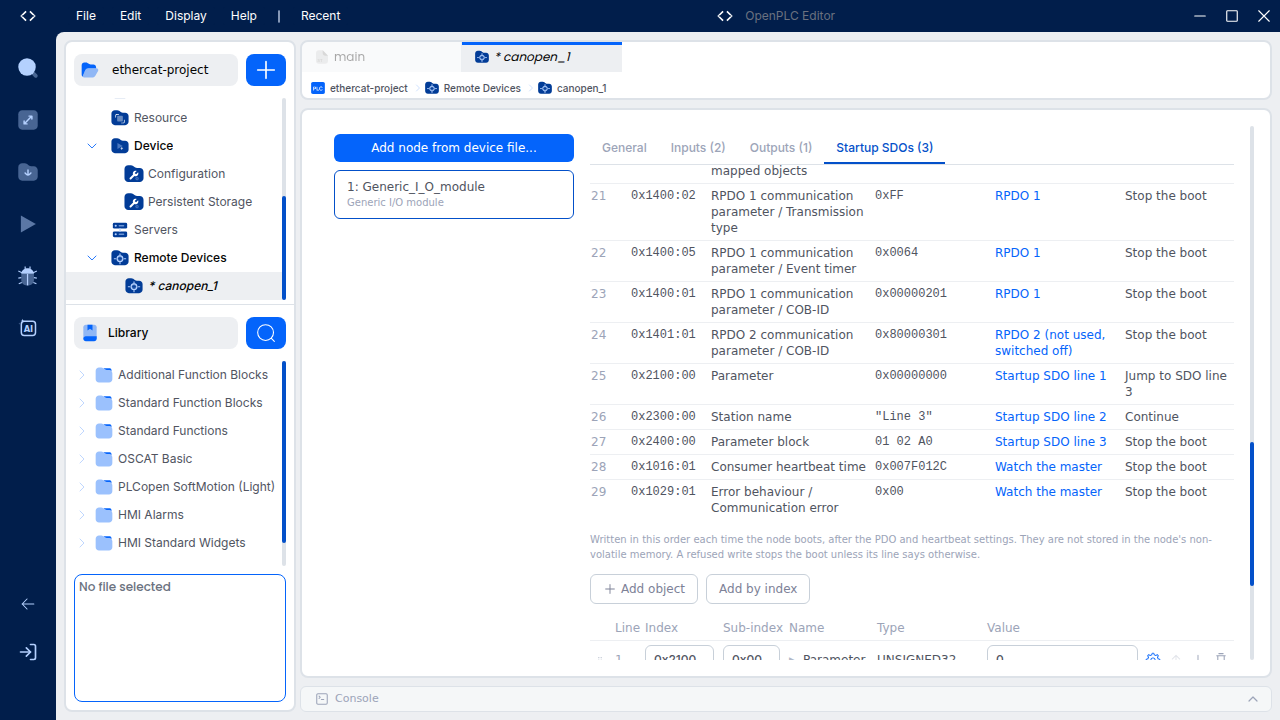 File Edit Display Help | Recent
OpenPLC Editor
ethercat-project
Resource
Device
Configuration
Persistent Storage
Servers
Remote Devices
* canopen_1
Library
Additional Function Blocks
Standard Function Blocks
Standard Functions
OSCAT Basic
PLCopen SoftMotion (Light)
HMI Alarms
HMI Standard Widgets
No file selected
AI
main
* canopen_1
PLC ethercat-project Remote Devices canopen_1
Add node from device file...
1: Generic_I_O_module
Generic I/O module
General Inputs (2) Outputs (1) Startup SDOs (3)
mapped objects
21 0x1400:02 RPDO 1 communication parameter / Transmission type 0xFF RPDO 1 Stop the boot
22 0x1400:05 RPDO 1 communication parameter / Event timer 0x0064 RPDO 1 Stop the boot
23 0x1400:01 RPDO 1 communication parameter / COB-ID 0x00000201 RPDO 1 Stop the boot
24 0x1401:01 RPDO 2 communication parameter / COB-ID 0x80000301 RPDO 2 (not used, switched off) Stop the boot
25 0x2100:00 Parameter 0x00000000 Startup SDO line 1 Jump to SDO line 3
26 0x2300:00 Station name "Line 3" Startup SDO line 2 Continue
27 0x2400:00 Parameter block 01 02 A0 Startup SDO line 3 Stop the boot
28 0x1016:01 Consumer heartbeat time 0x007F012C Watch the master Stop the boot
29 0x1029:01 Error behaviour / Communication error 0x00 Watch the master Stop the boot
Written in this order each time the node boots, after the PDO and heartbeat settings. They are not stored in the node's non-
volatile memory. A refused write stops the boot unless its line says otherwise.
+ Add object Add by index
Line Index Sub-index Name Type Value
1 0x2100 0x00 Parameter UNSIGNED32 0
Console